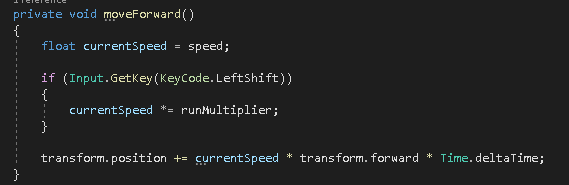 1 reference
private void moveForward()
{
float currentSpeed = speed;
if (Input.GetKey(KeyCode.LeftShift))
{
currentSpeed *= runMultiplier;
}
transform.position += currentSpeed * transform.forward * Time.deltaTime;
}